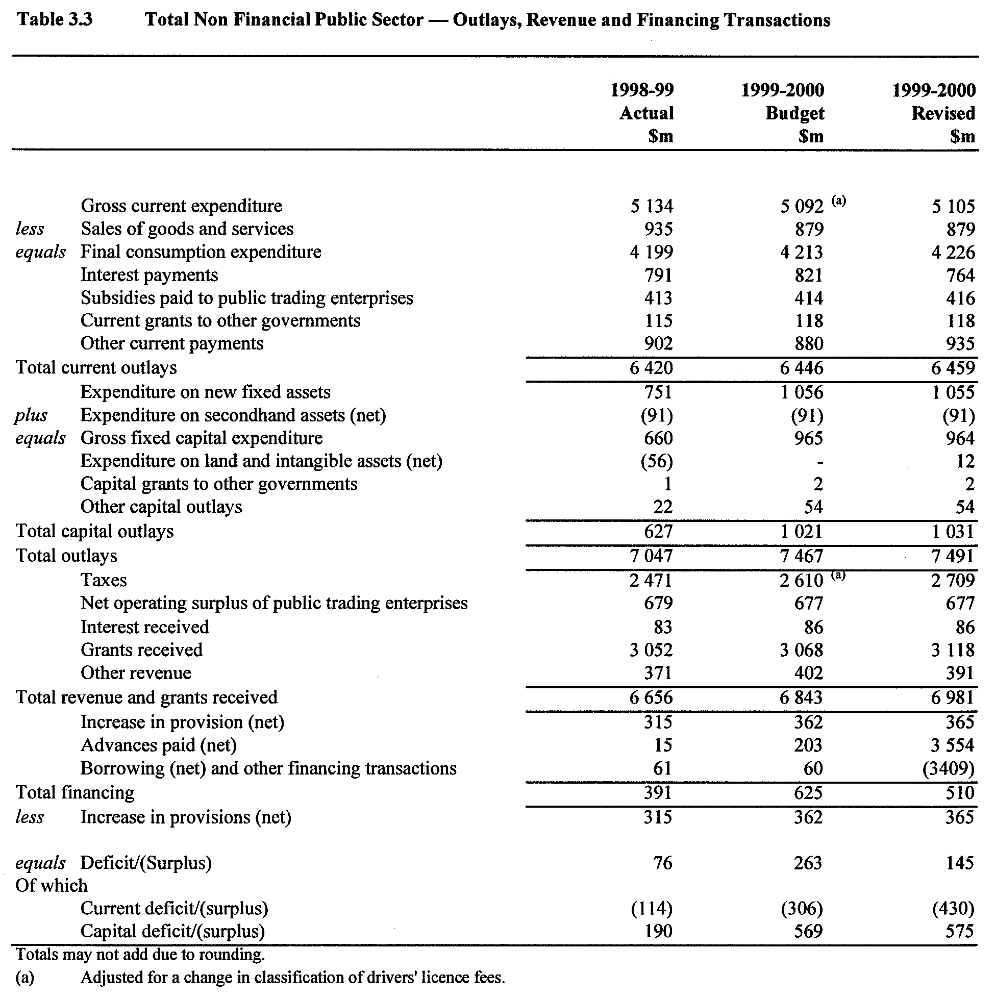 Table 3.3 Total Non Financial Public Sector — Outlays, Revenue and Financing Transactions
1998-99 1999-2000 1999-2000
Actual Budget Revised
$m $m $m
Gross current expenditure 5 134 5 092 (a) 5 105
less Sales of goods and services 935 879 879
equals Final consumption expenditure 4 199 4 213 4 226
Interest payments 791 821 764
Subsidies paid to public trading enterprises 413 414 416
Current grants to other governments 115 118 118
Other current payments 902 880 935
Total current outlays 6 420 6 446 6 459
Expenditure on new fixed assets 751 1 056 1 055
plus Expenditure on secondhand assets (net) (91) (91) (91)
equals Gross fixed capital expenditure 660 965 964
Expenditure on land and intangible assets (net) (56) - 12
Capital grants to other governments 1 2 2
Other capital outlays 22 54 54
Total capital outlays 627 1 021 1 031
Total outlays 7 047 7 467 7 491
Taxes 2 471 2 610 (a) 2 709
Net operating surplus of public trading enterprises 679 677 677
Interest received 83 86 86
Grants received 3 052 3 068 3 118
Other revenue 371 402 391
Total revenue and grants received 6 656 6 843 6 981
Increase in provision (net) 315 362 365
Advances paid (net) 15 203 3 554
Borrowing (net) and other financing transactions 61 60 (3409)
Total financing 391 625 510
less Increase in provisions (net) 315 362 365
equals Deficit/(Surplus) 76 263 145
Of which
Current deficit/(surplus) (114) (306) (430)
Capital deficit/(surplus) 190 569 575
Totals may not add due to rounding.
(a) Adjusted for a change in classification of drivers' licence fees.